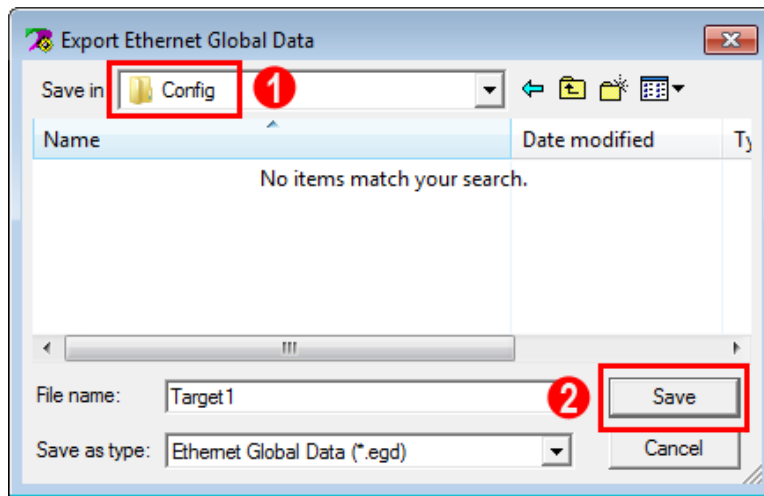 Export Ethernet Global Data
Save in
Config
1
Name
Date modified
Ty
No items match your search.
File name:
Target1
2
Save
Save as type:
Ethernet Global Data (*.egd)
Cancel